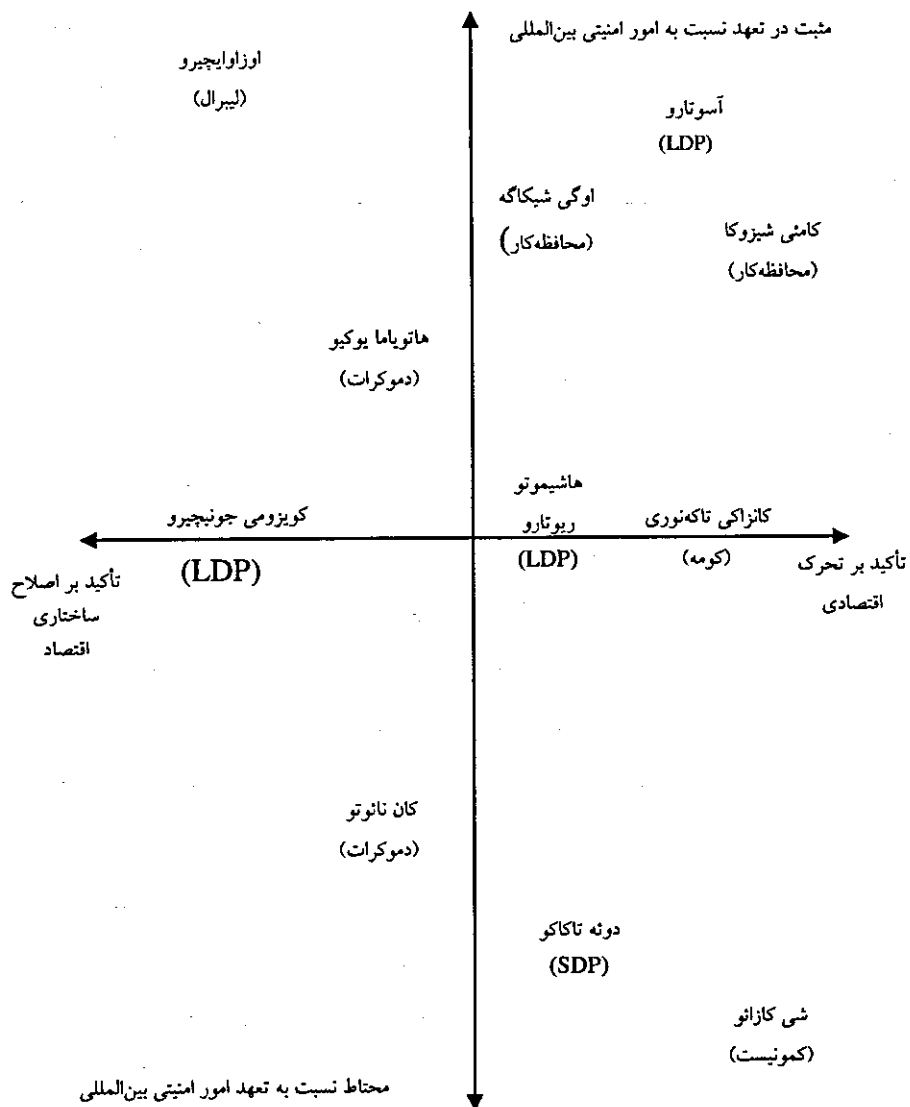 مثبت در تعهد نسبت به امور امنیتی بین‌المللی
اوزاوایچیرو
(لیبرال)
آسوتارو
(LDP)
اوگی شیکاگه
(محافظه‌کار)
کامئی شیزوکا
(محافظه‌کار)
هاتویاما یوکیو
(دموکرات)
هاشیموتو
ریوتارو
(LDP)
کانزاکی تاکه‌نوری
(کومه)
کویزومی جونیچیرو
(LDP)
تأکید بر تحرک
اقتصادی
تأکید بر اصلاح
ساختاری
اقتصاد
کان نائوتو
(دموکرات)
دوئه تاکاکو
(SDP)
شی کازائو
(کمونیست)
محتاط نسبت به تعهد امور امنیتی بین‌المللی